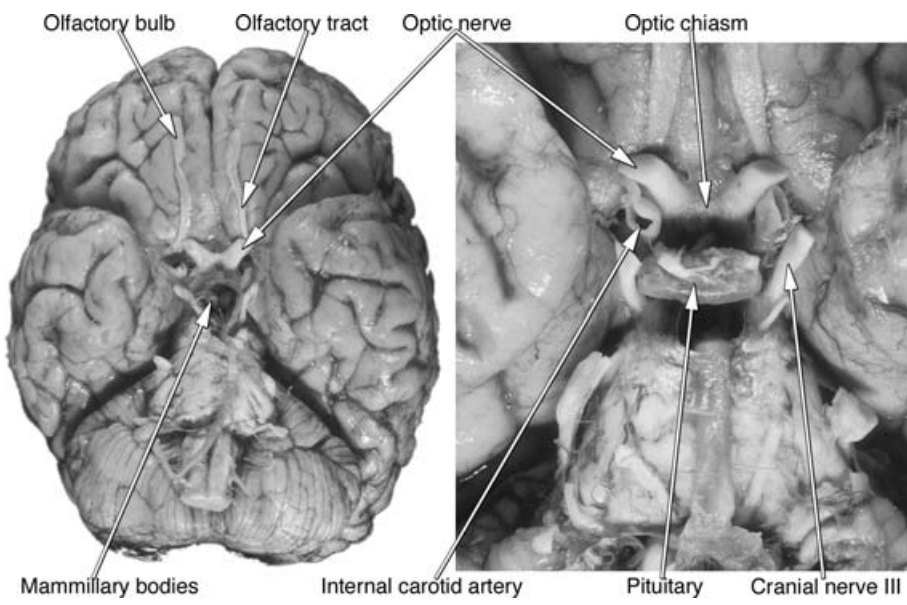 Olfactory bulb
Olfactory tract
Optic nerve
Optic chiasm
Mammillary bodies
Internal carotid artery
Pituitary
Cranial nerve III